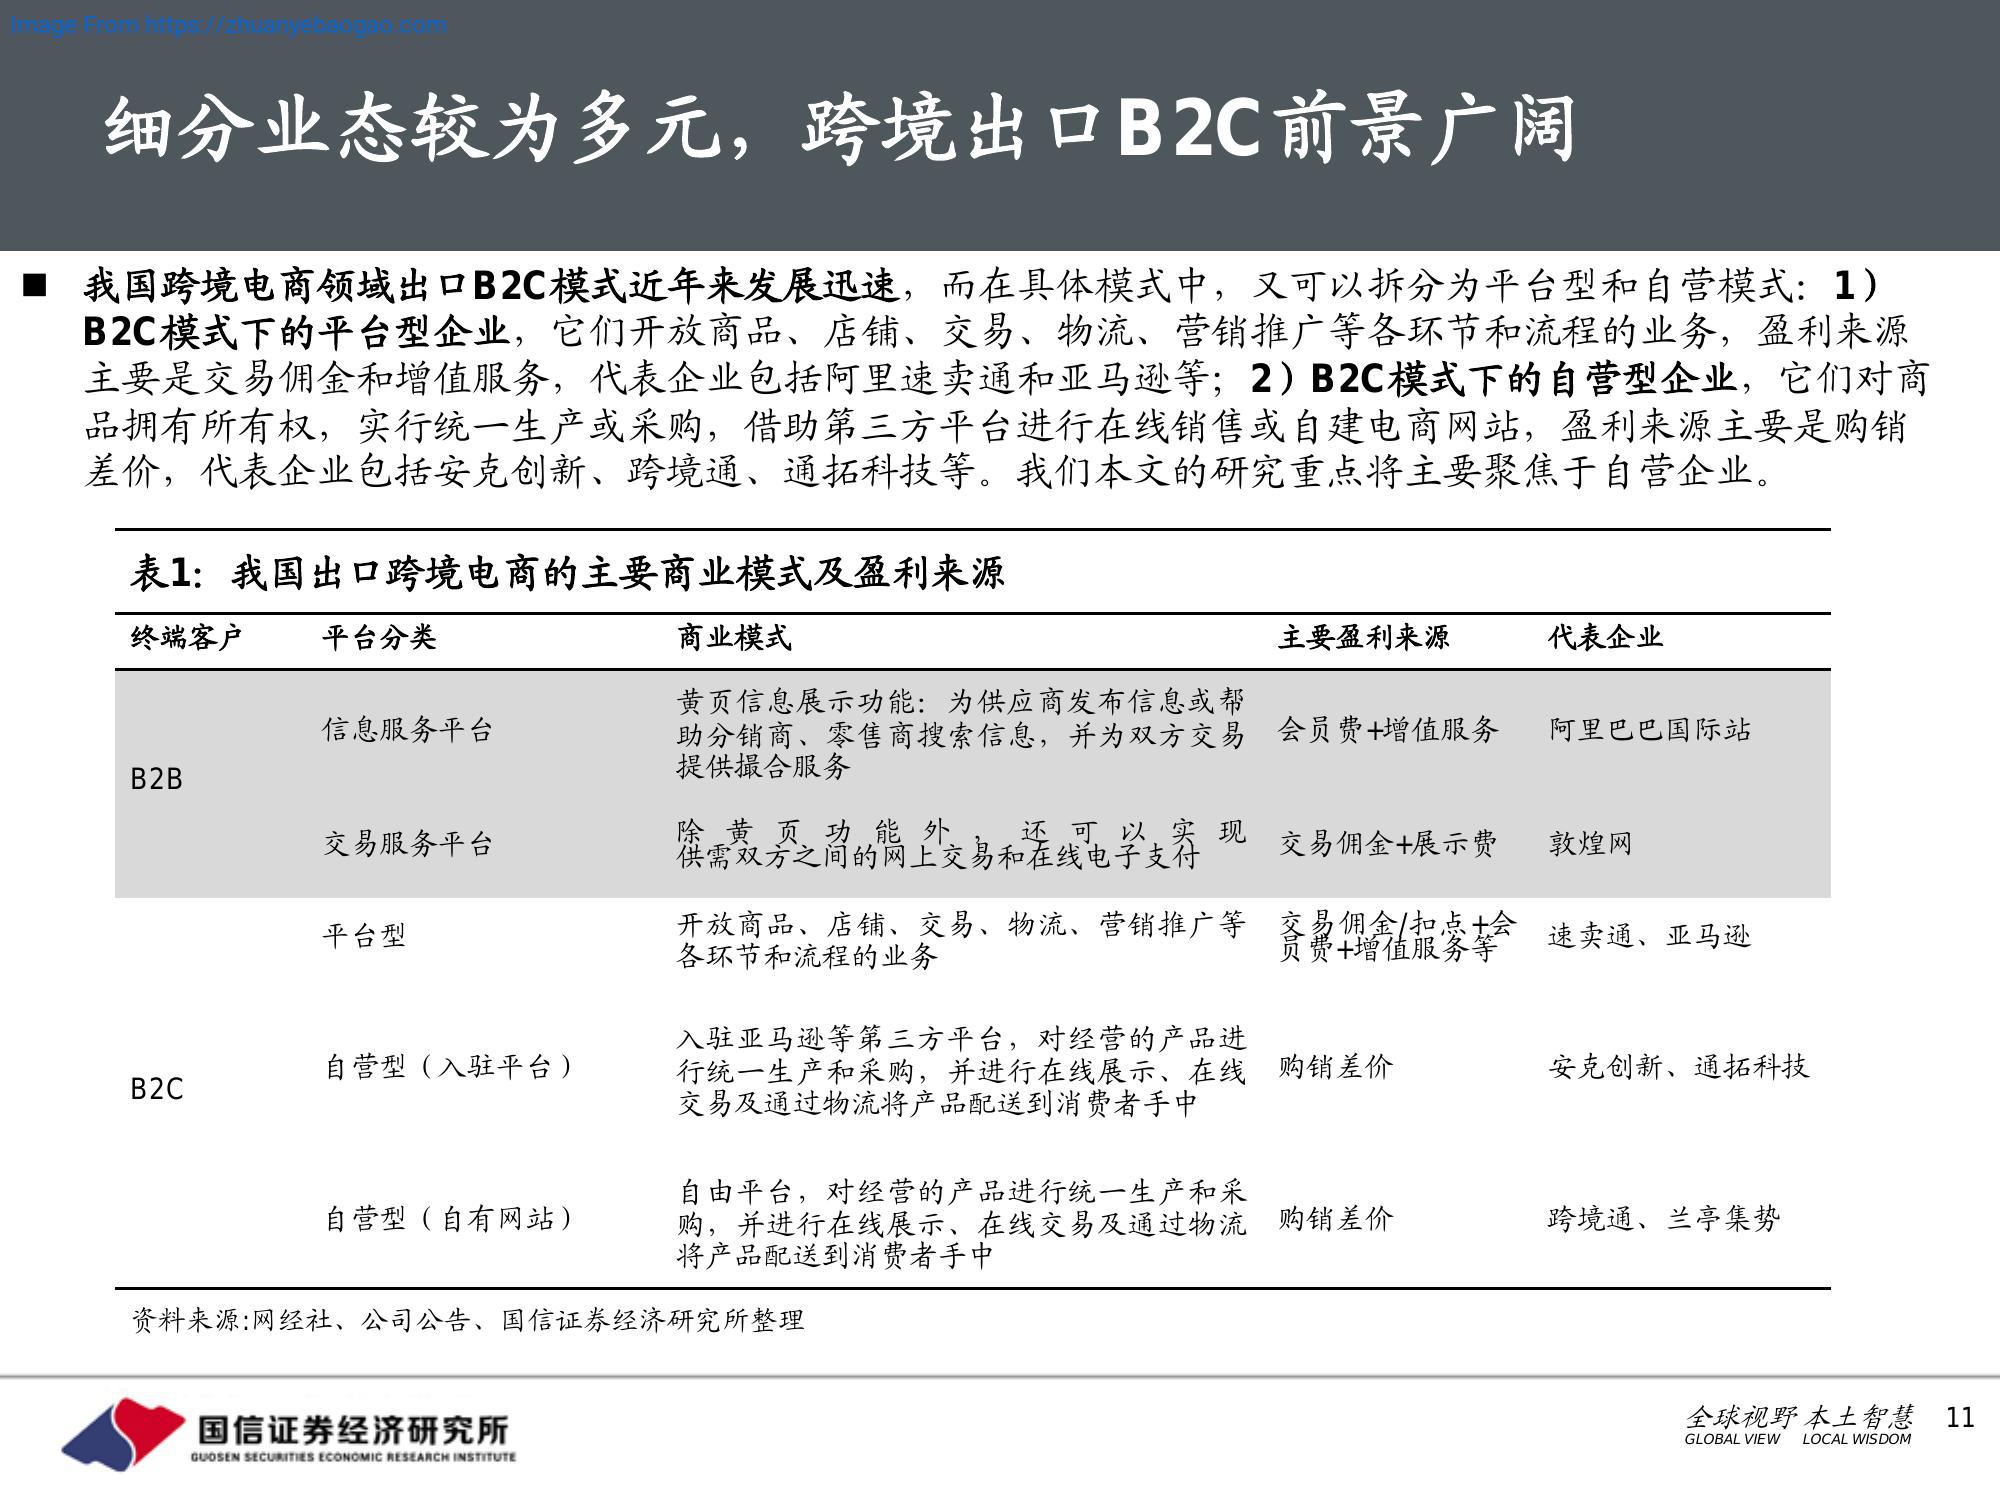 Image From https://zhuanyebaogao.com
细分业态较为多元，跨境出口B2C前景广阔
■ 我国跨境电商领域出口B2C模式近年来发展迅速，而在具体模式中，又可以拆分为平台型和自营模式：1）
B2C模式下的平台型企业，它们开放商品、店铺、交易、物流、营销推广等各环节和流程的业务，盈利来源
主要是交易佣金和增值服务，代表企业包括阿里速卖通和亚马逊等；2）B2C模式下的自营型企业，它们对商
品拥有所有权，实行统一生产或采购，借助第三方平台进行在线销售或自建电商网站，盈利来源主要是购销
差价，代表企业包括安克创新、跨境通、通拓科技等。我们本文的研究重点将主要聚焦于自营企业。
表1：我国出口跨境电商的主要商业模式及盈利来源
终端客户 平台分类 商业模式 主要盈利来源 代表企业
B2B
信息服务平台
黄页信息展示功能：为供应商发布信息或帮
助分销商、零售商搜索信息，并为双方交易
提供撮合服务
会员费+增值服务
阿里巴巴国际站
交易服务平台
除黄页功能外，还可以实现
供需双方之间的网上交易和在线电子支付
交易佣金+展示费
敦煌网
B2C
平台型
开放商品、店铺、交易、物流、营销推广等
各环节和流程的业务
交易佣金/扣点+会
员费+增值服务等
速卖通、亚马逊
自营型（入驻平台）
入驻亚马逊等第三方平台，对经营的产品进
行统一生产和采购，并进行在线展示、在线
交易及通过物流将产品配送到消费者手中
购销差价
安克创新、通拓科技
自营型（自有网站）
自由平台，对经营的产品进行统一生产和采
购，并进行在线展示、在线交易及通过物流
将产品配送到消费者手中
购销差价
跨境通、兰亭集势
资料来源:网经社、公司公告、国信证券经济研究所整理
国信证券经济研究所
GUOSEN SECURITIES ECONOMIC RESEARCH INSTITUTE
全球视野 本土智慧
GLOBAL VIEW LOCAL WISDOM
11